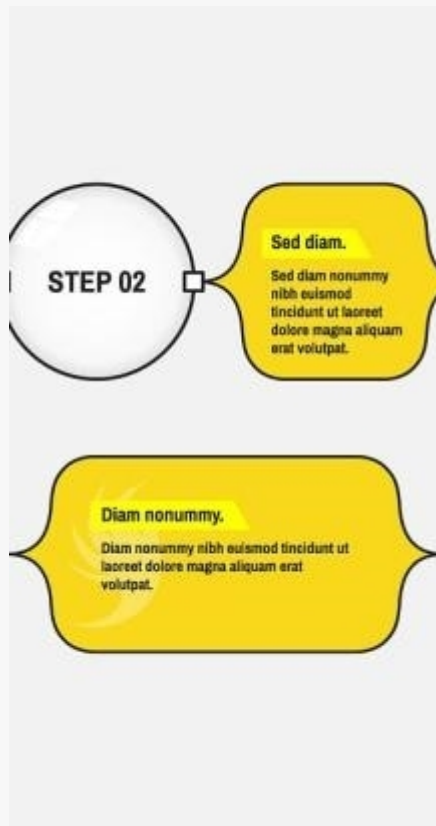 STEP 02
Sed diam.
Sed diam nonummy
nibh euismod
tincidunt ut laoreet
dolore magna aliquam
erat volutpat.
Diam nonummy.
Diam nonummy nibh euismod tincidunt ut
laoreet dolore magna aliquam erat
volutpat.